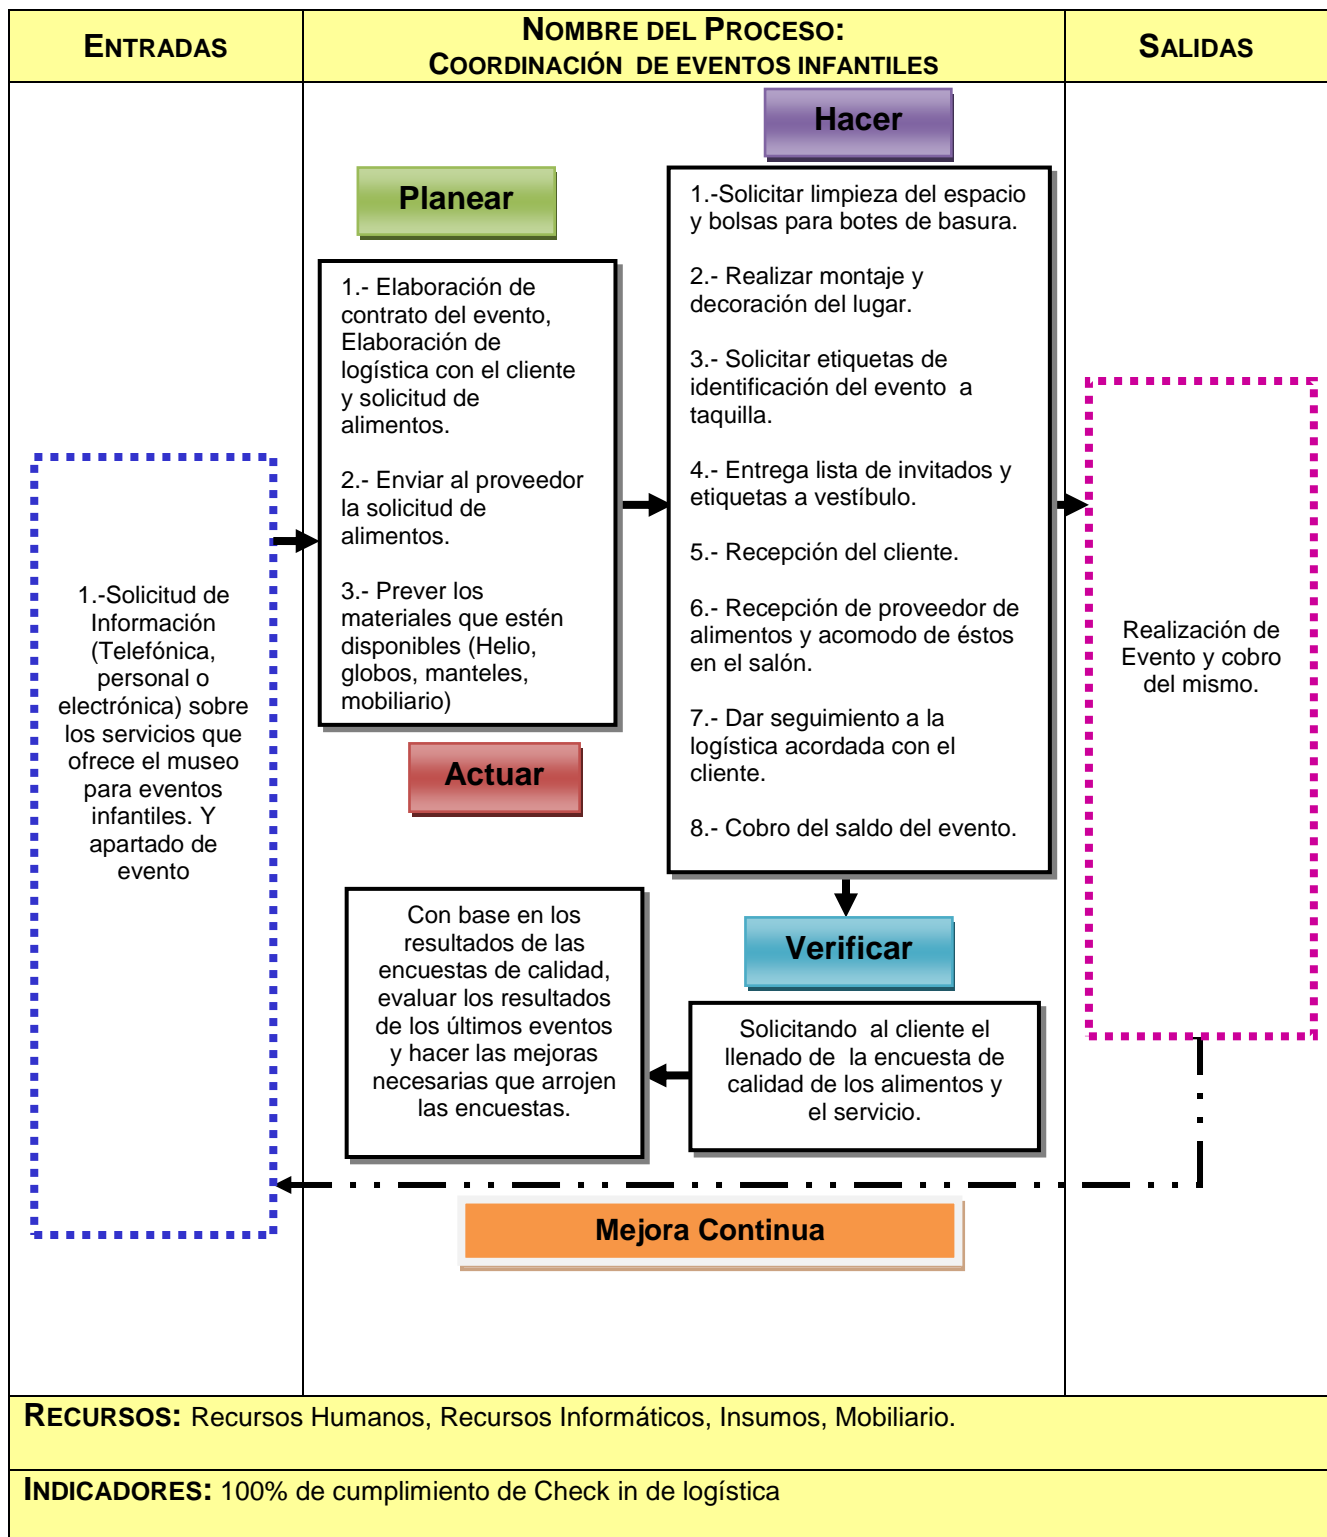 ENTRADAS
NOMBRE DEL PROCESO:
COORDINACIÓN DE EVENTOS INFANTILES
SALIDAS
1.-Solicitud de
Información
(Telefónica,
personal o
electrónica) sobre
los servicios que
ofrece el museo
para eventos
infantiles. Y
apartado de
evento
Planear
1.- Elaboración de
contrato del evento,
Elaboración de
logística con el cliente
y solicitud de
alimentos.
2.- Enviar al proveedor
la solicitud de
alimentos.
3.- Prever los
materiales que estén
disponibles (Helio,
globos, manteles,
mobiliario)
Hacer
1.-Solicitar limpieza del espacio
y bolsas para botes de basura.
2.- Realizar montaje y
decoración del lugar.
3.- Solicitar etiquetas de
identificación del evento a
taquilla.
4.- Entrega lista de invitados y
etiquetas a vestíbulo.
5.- Recepción del cliente.
6.- Recepción de proveedor de
alimentos y acomodo de éstos
en el salón.
7.- Dar seguimiento a la
logística acordada con el
cliente.
8.- Cobro del saldo del evento.
Verificar
Solicitando al cliente el
llenado de la encuesta de
calidad de los alimentos y
el servicio.
Actuar
Con base en los
resultados de las
encuestas de calidad,
evaluar los resultados
de los últimos eventos
y hacer las mejoras
necesarias que arrojen
las encuestas.
Realización de
Evento y cobro
del mismo.
Mejora Continua
RECURSOS: Recursos Humanos, Recursos Informáticos, Insumos, Mobiliario.
INDICADORES: 100% de cumplimiento de Check in de logística